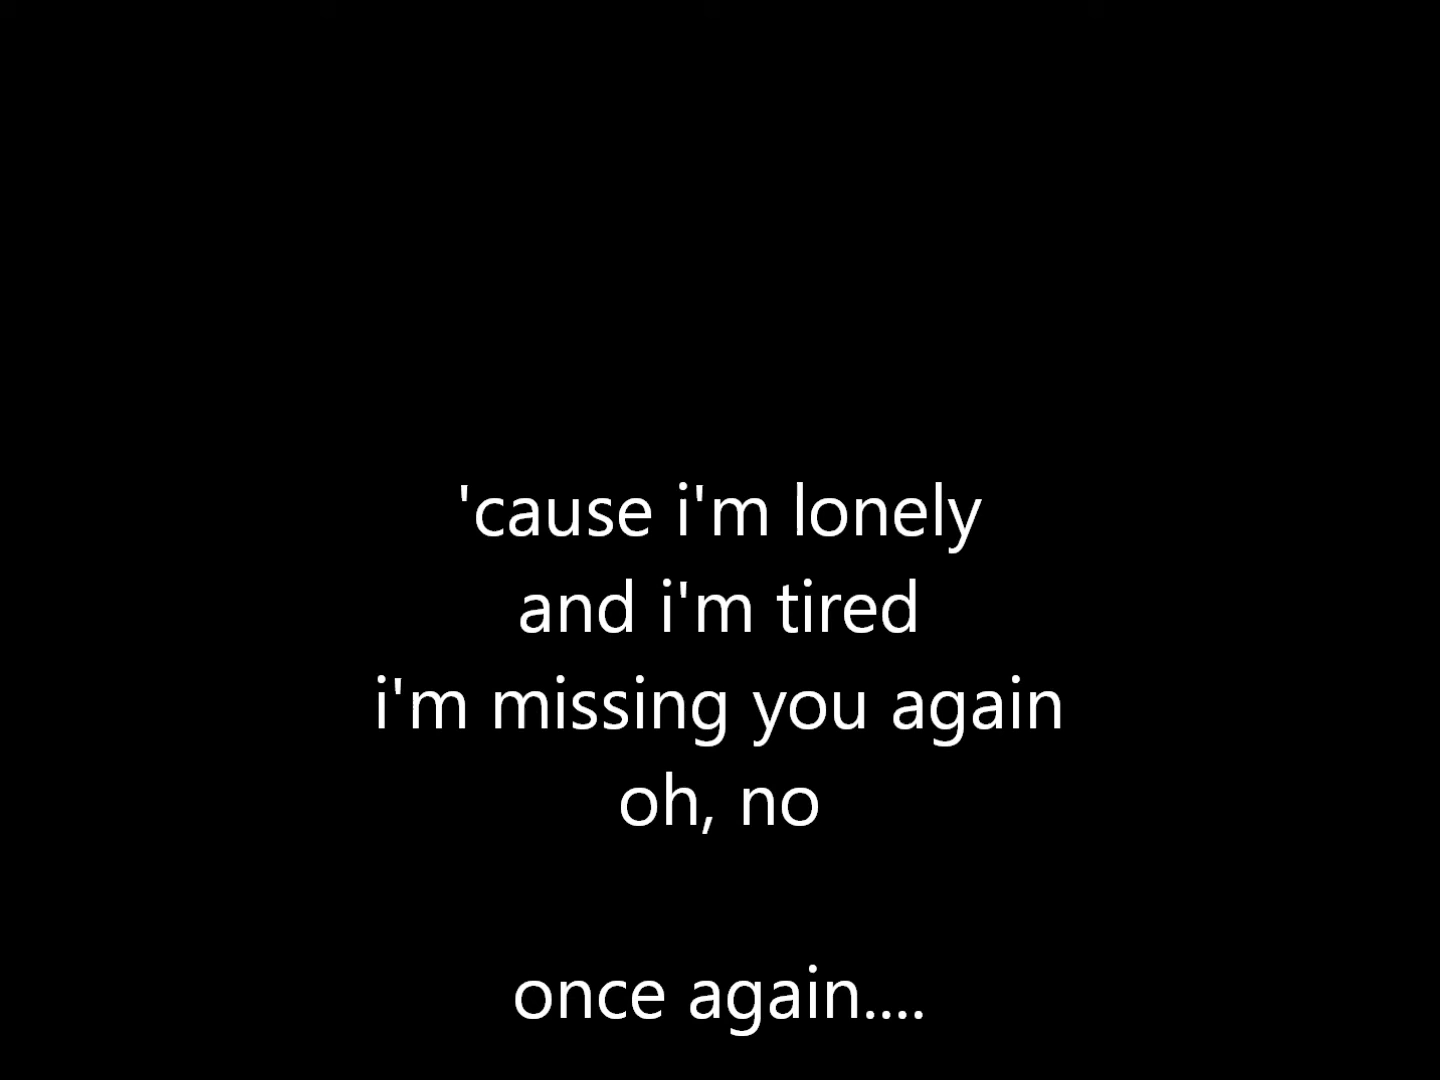 'cause i'm lonely
and i'm tired
i'm missing you again
oh, no
once again....